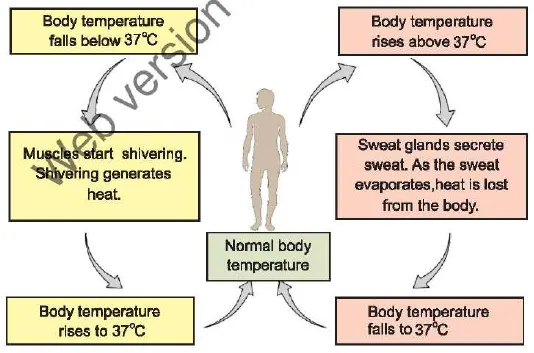 Body temperature
falls below 37°C
Body temperature
rises above 37°C
Muscles start shivering.
Shivering generates
heat.
Sweat glands secrete
sweat. As the sweat
evaporates,heat is lost
from the body.
Normal body
temperature
Body temperature
rises to 37°C
Body temperature
falls to 37°C
Web version